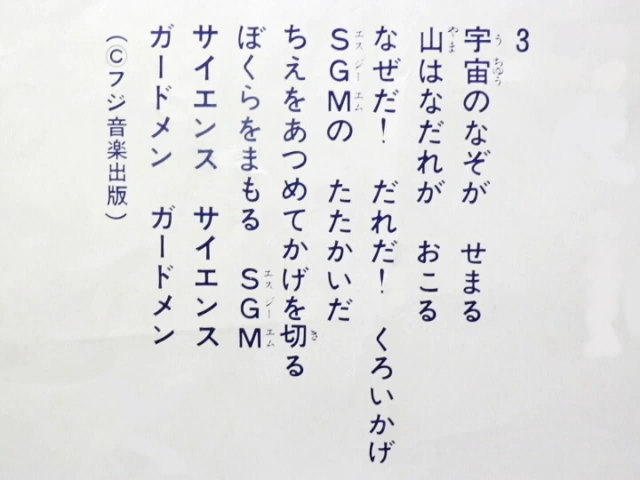 3
宇宙のなぞが　せまる
山はなだれが　おこる
なぜだ！　だれだ！　くろいかげ
SGMの　たたかいだ
ちえをあつめてかげを切る
ぼくらをまもる　SGM
サイエンス　サイエンス
ガードメン　ガードメン
（©フジ音楽出版）